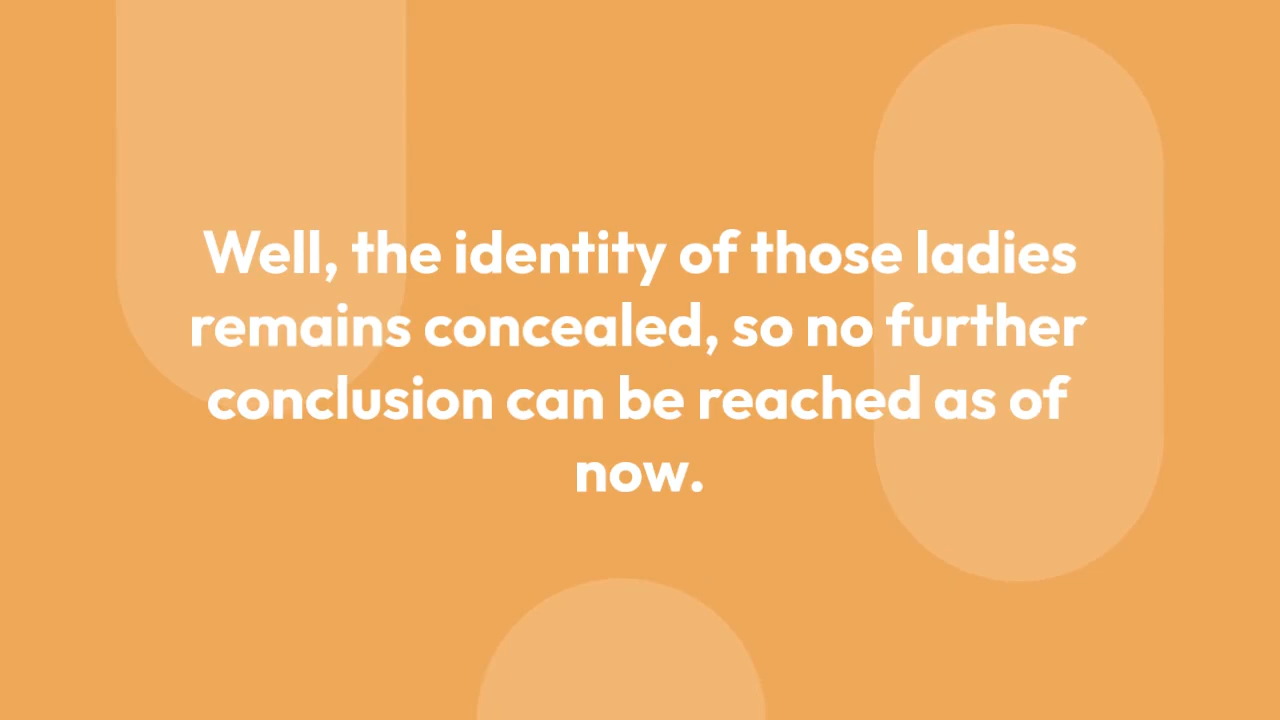 Well, the identity of those ladies
remains concealed, so no further
conclusion can be reached as of
now.